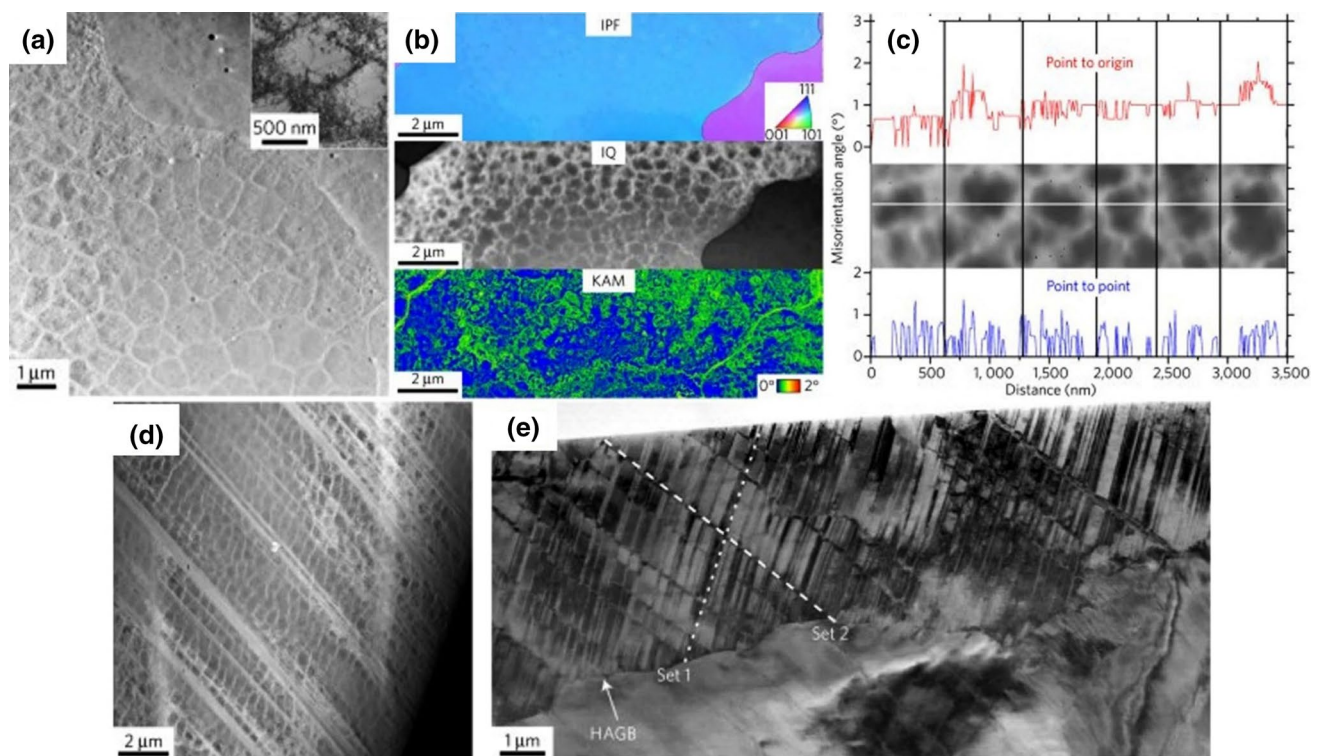 (a)
500 nm
1 μm
(b)
IPF
2 μm
111
001 101
IQ
2 μm
KAM
2 μm
0° 2°
(c)
Misorientation angle (°)
3
2
1
0
Point to origin
2
1
0
Point to point
0 500 1,000 1,500 2,000 2,500 3,000 3,500
Distance (nm)
(d)
2 μm
(e)
Set 1
Set 2
HAGB
1 μm